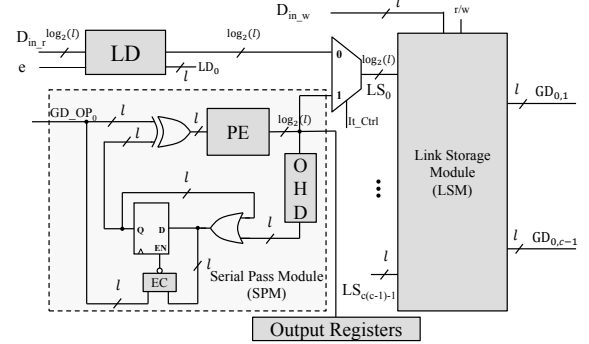 D_in_w
l
r/w
D_in_r
log₂(l)
LD
log₂(l)
e
l
LD₀
0
1
log₂(l)
LS₀
It_Ctrl
Link Storage
Module
(LSM)
l
GD₀,₁
GD_OP₀
l
l
PE
log₂(l)
l
O
H
D
l
Q
D
EN
l
EC
l
l
Serial Pass Module
(SPM)
l
LS_c(c-1)-1
l
GD₀,c−1
Output Registers